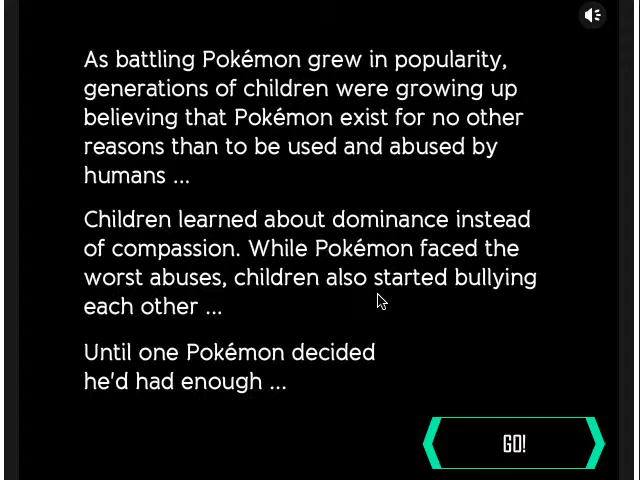 As battling Pokémon grew in popularity,
generations of children were growing up
believing that Pokémon exist for no other
reasons than to be used and abused by
humans ...
Children learned about dominance instead
of compassion. While Pokémon faced the
worst abuses, children also started bullying
each other ...
Until one Pokémon decided
he'd had enough ...
GO!